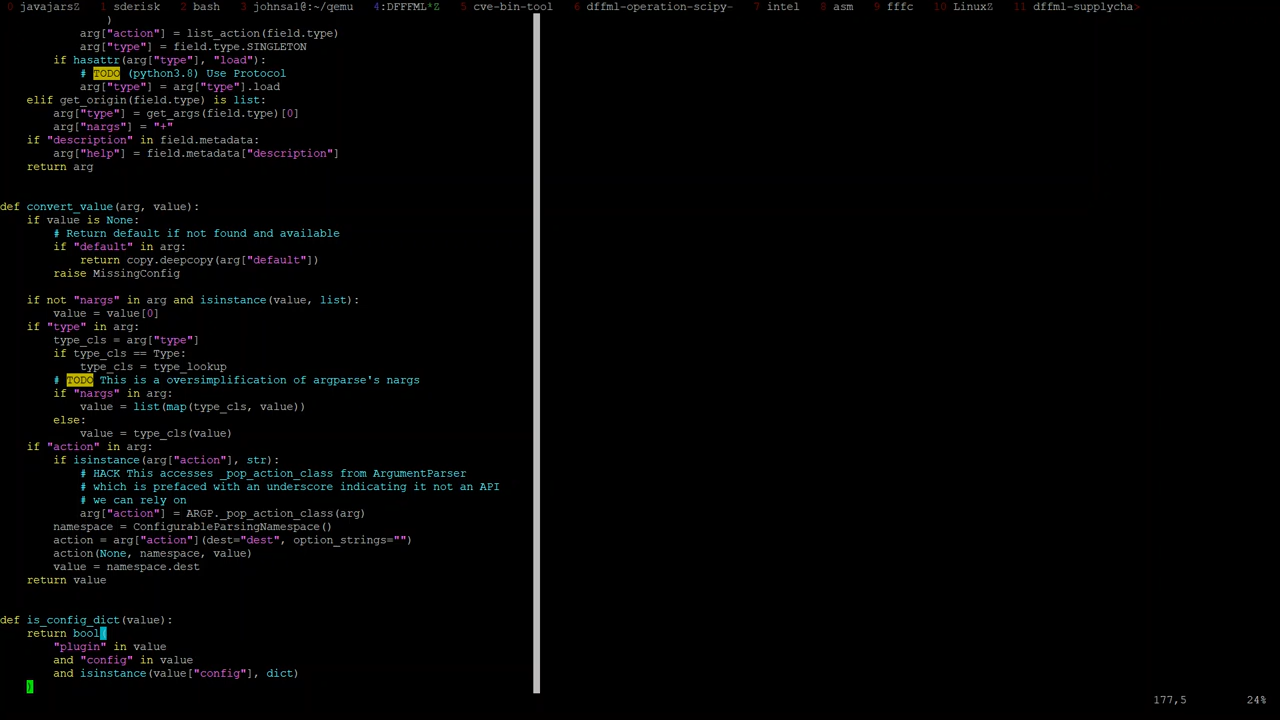 0 javajarsZ  1 sderisk  2 bash  3 johnsal@:~/qemu  4:DFFFML*Z  5 cve-bin-tool  6 dffml-operation-scipy-  7 intel  8 asm  9 fffc  10 LinuxZ  11 dffml-supplycha>
                )
            arg["action"] = list_action(field.type)
            arg["type"] = field.type.SINGLETON
        if hasattr(arg["type"], "load"):
            # TODO (python3.8) Use Protocol
            arg["type"] = arg["type"].load
    elif get_origin(field.type) is list:
        arg["type"] = get_args(field.type)[0]
        arg["nargs"] = "+"
    if "description" in field.metadata:
        arg["help"] = field.metadata["description"]
    return arg
def convert_value(arg, value):
    if value is None:
        # Return default if not found and available
        if "default" in arg:
            return copy.deepcopy(arg["default"])
        raise MissingConfig
    if not "nargs" in arg and isinstance(value, list):
        value = value[0]
    if "type" in arg:
        type_cls = arg["type"]
        if type_cls == Type:
            type_cls = type_lookup
        # TODO This is a oversimplification of argparse's nargs
        if "nargs" in arg:
            value = list(map(type_cls, value))
        else:
            value = type_cls(value)
    if "action" in arg:
        if isinstance(arg["action"], str):
            # HACK This accesses _pop_action_class from ArgumentParser
            # which is prefaced with an underscore indicating it not an API
            # we can rely on
            arg["action"] = ARGP._pop_action_class(arg)
        namespace = ConfigurableParsingNamespace()
        action = arg["action"](dest="dest", option_strings="")
        action(None, namespace, value)
        value = namespace.dest
    return value
def is_config_dict(value):
    return bool(
        "plugin" in value
        and "config" in value
        and isinstance(value["config"], dict)
    )
177,5  24%